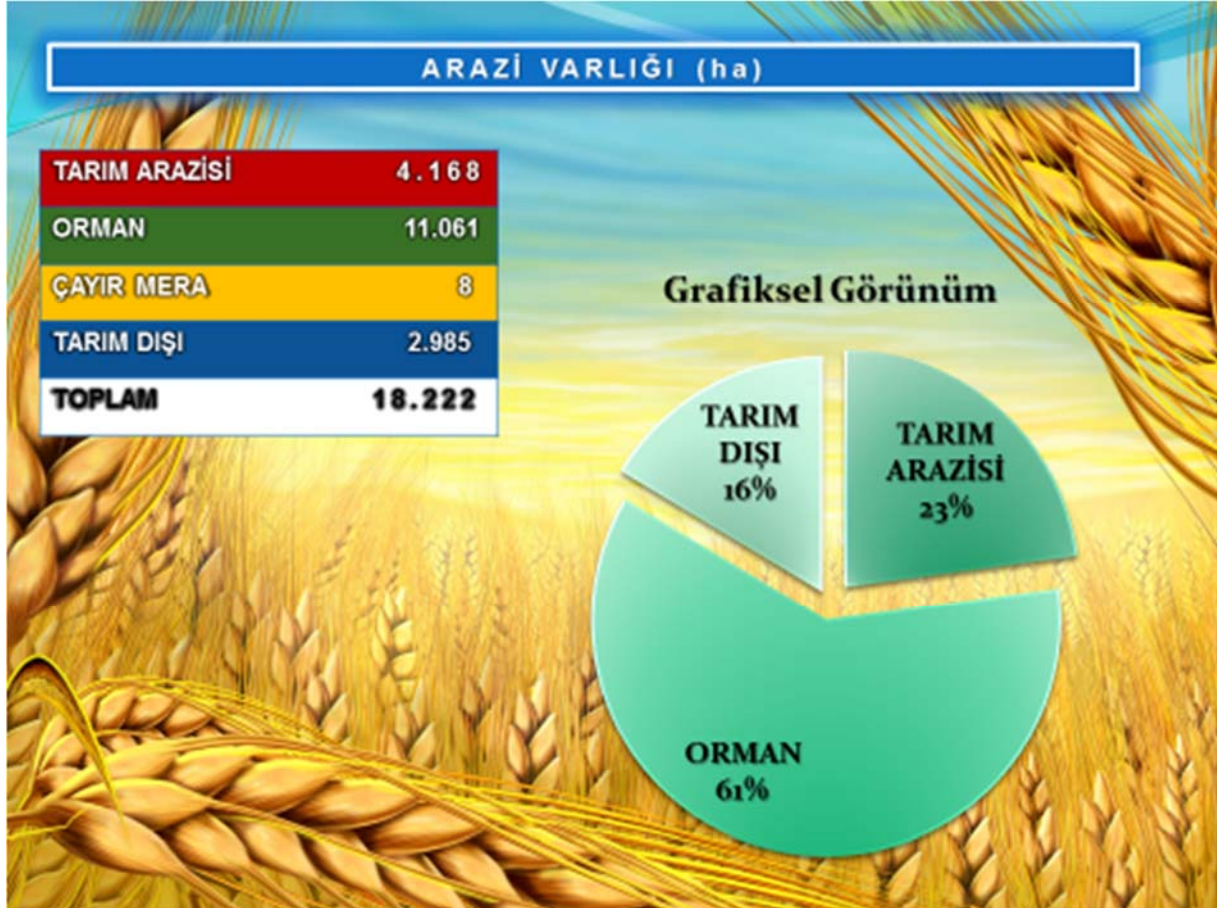 ARAZİ VARLIĞI (ha)
TARIM ARAZİSİ 4.168
ORMAN 11.061
ÇAYIR MERA 8
TARIM DIŞI 2.985
TOPLAM 18.222
Grafiksel Görünüm
TARIM
DIŞI
16%
TARIM
ARAZİSİ
23%
ORMAN
61%